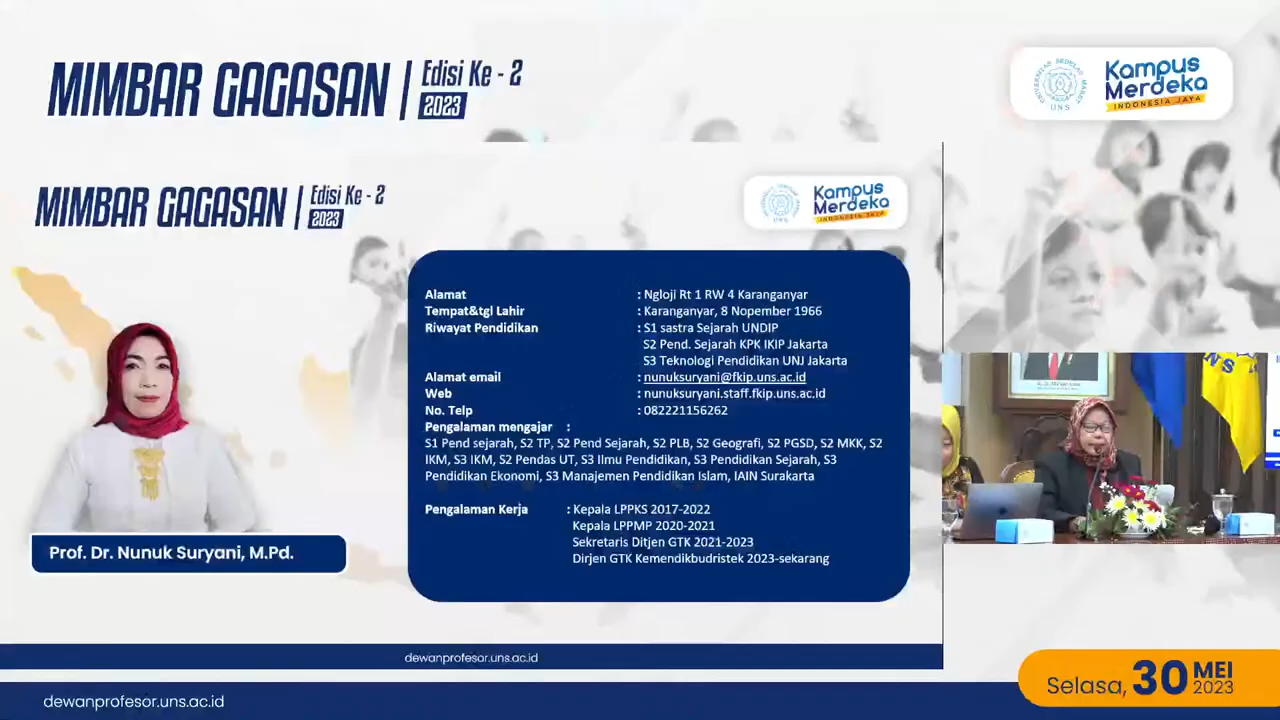 MIMBAR GAGASAN
Edisi Ke - 2
2023
UNIVERSITAS SEBELAS MARET
UNS
Kampus
Merdeka
INDONESIA JAYA
MIMBAR GAGASAN
Edisi Ke - 2
2023
Kampus
Merdeka
INDONESIA JAYA
Alamat : Ngloji Rt 1 RW 4 Karanganyar
Tempat&tgl Lahir : Karanganyar, 8 Nopember 1966
Riwayat Pendidikan : S1 sastra Sejarah UNDIP
S2 Pend. Sejarah KPK IKIP Jakarta
S3 Teknologi Pendidikan UNJ Jakarta
Alamat email : nunuksuryani@fkip.uns.ac.id
Web : nunuksuryani.staff.fkip.uns.ac.id
No. Telp : 082221156262
Pengalaman mengajar :
S1 Pend sejarah, S2 TP, S2 Pend Sejarah, S2 PLB, S2 Geografi, S2 PGSD, S2 MKK, S2
IKM, S3 IKM, S2 Pendas UT, S3 Ilmu Pendidikan, S3 Pendidikan Sejarah, S3
Pendidikan Ekonomi, S3 Manajemen Pendidikan Islam, IAIN Surakarta
Pengalaman Kerja : Kepala LPPKS 2017-2022
Kepala LPPMP 2020-2021
Sekretaris Ditjen GTK 2021-2023
Dirjen GTK Kemendikbudristek 2023-sekarang
Prof. Dr. Nunuk Suryani, M.Pd.
dewanprofesor.uns.ac.id
dewanprofesor.uns.ac.id
Selasa, 30 MEI
2023